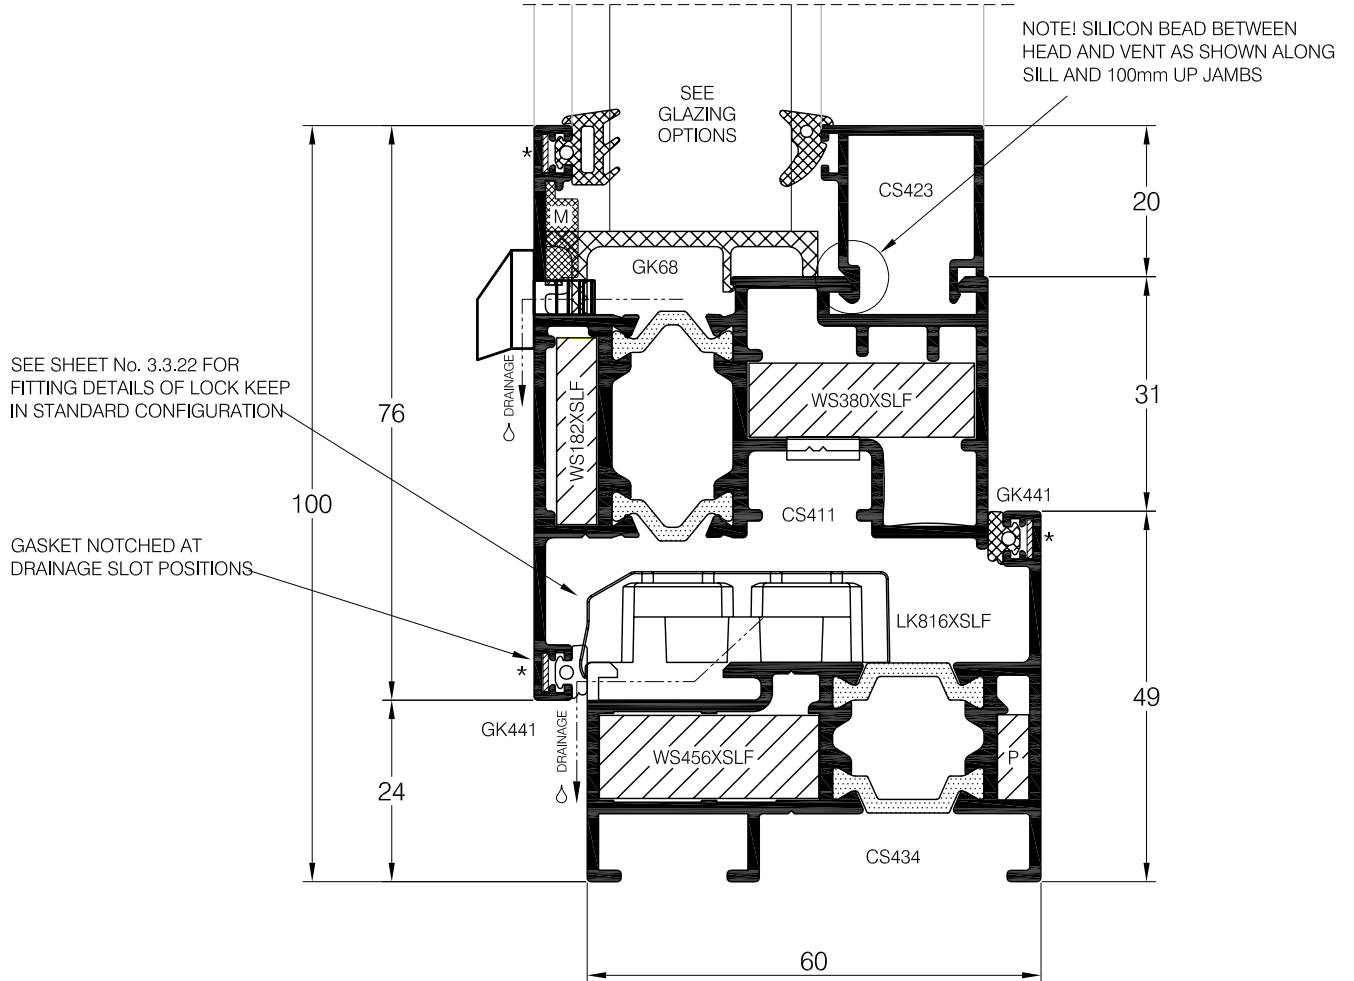 NOTE! SILICON BEAD BETWEEN
HEAD AND VENT AS SHOWN ALONG
SILL AND 100mm UP JAMBS
SEE
GLAZING
OPTIONS
*
CS423
20
M
GK68
SEE SHEET No. 3.3.22 FOR
FITTING DETAILS OF LOCK KEEP
IN STANDARD CONFIGURATION
DRAINAGE
WS182XSLF
WS380XSLF
76
31
100
GK441
CS411
*
GASKET NOTCHED AT
DRAINAGE SLOT POSITIONS
LK816XSLF
*
49
GK441
DRAINAGE
WS456XSLF
P
24
CS434
60